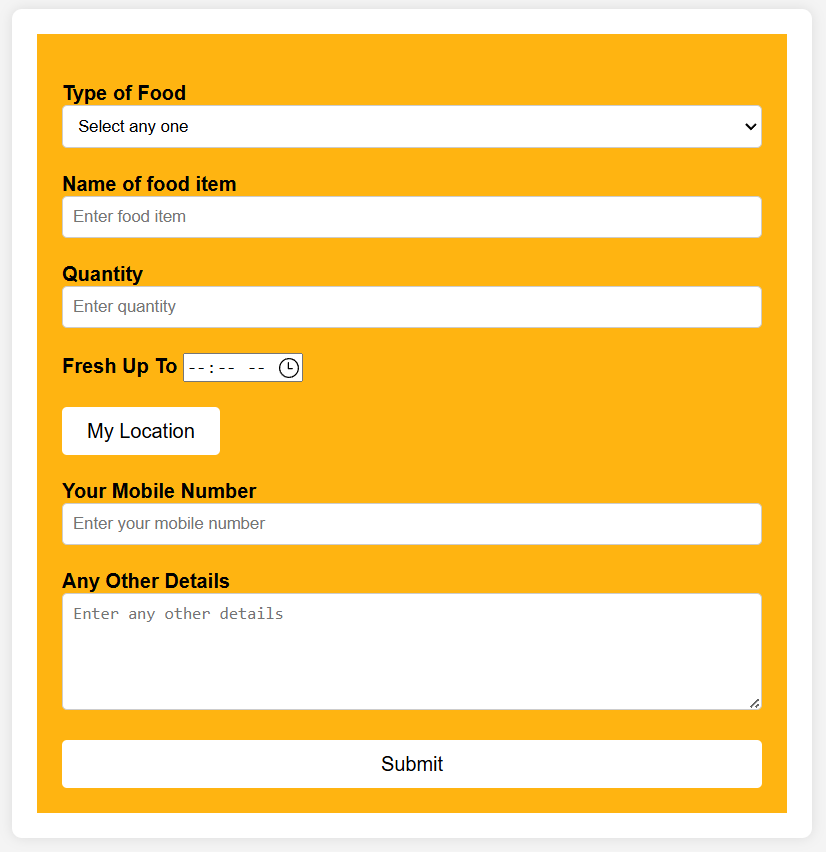 Type of Food
Select any one
Name of food item
Enter food item
Quantity
Enter quantity
Fresh Up To --:-- --
My Location
Your Mobile Number
Enter your mobile number
Any Other Details
Enter any other details
Submit